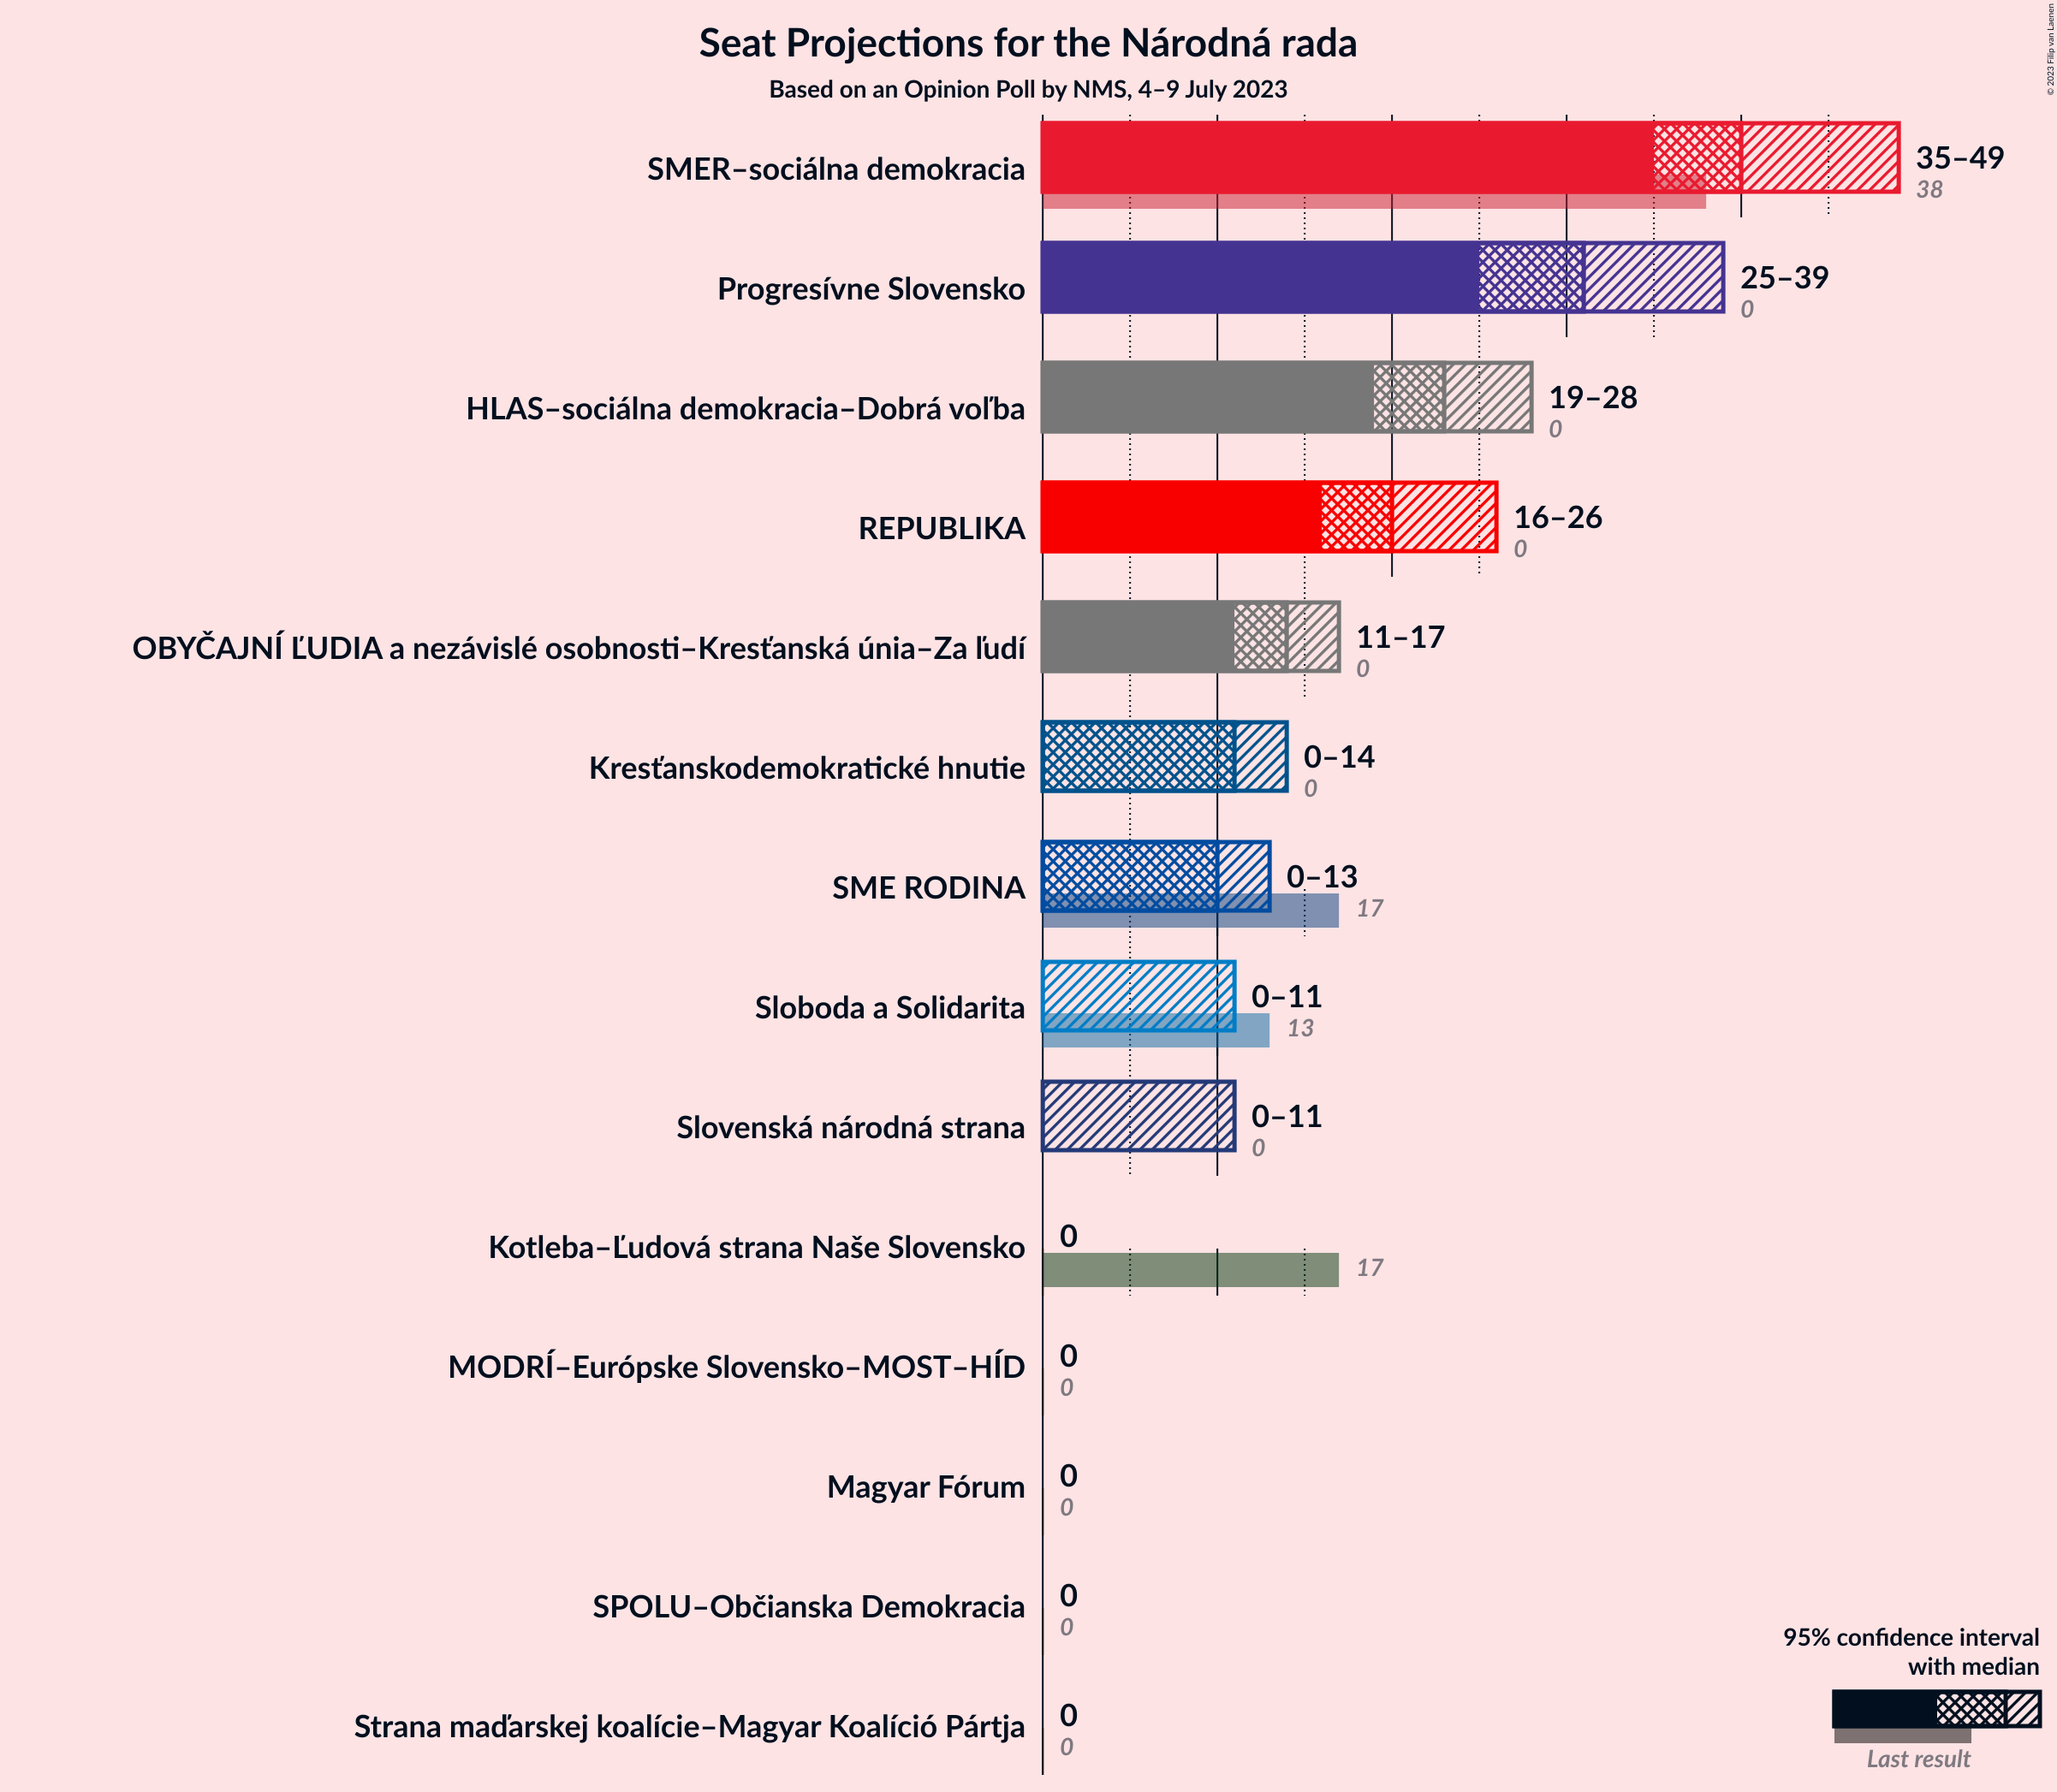 Seat Projections for the Národná rada
Based on an Opinion Poll by NMS, 4–9 July 2023
© 2023 Filip van Laenen
SMER–sociálna demokracia
35–49
38
Progresívne Slovensko
25–39
0
HLAS–sociálna demokracia–Dobrá voľba
19–28
0
REPUBLIKA
16–26
0
OBYČAJNÍ ĽUDIA a nezávislé osobnosti–Kresťanská únia–Za ľudí
11–17
0
Kresťanskodemokratické hnutie
0–14
0
SME RODINA
0–13
17
Sloboda a Solidarita
0–11
13
Slovenská národná strana
0–11
0
Kotleba–Ľudová strana Naše Slovensko
0
17
MODRÍ–Európske Slovensko–MOST–HÍD
0
0
Magyar Fórum
0
0
SPOLU–Občianska Demokracia
0
0
Strana maďarskej koalície–Magyar Koalíció Pártja
0
0
95% confidence interval
with median
Last result